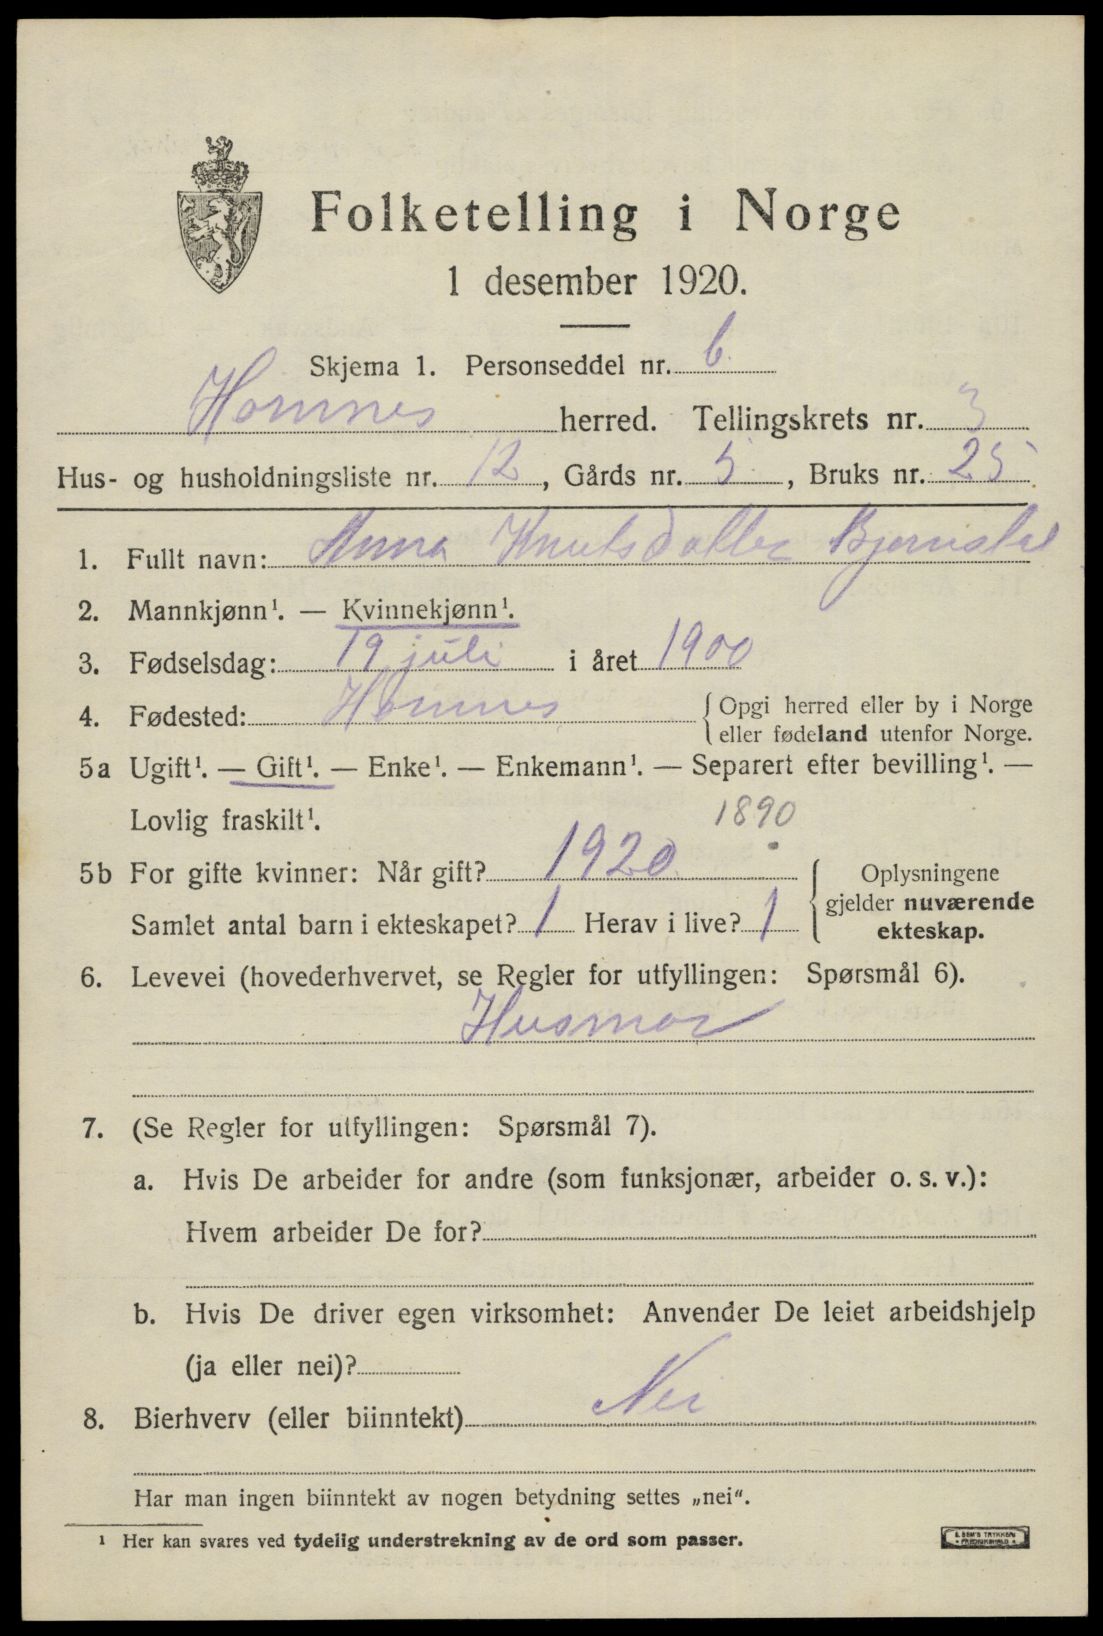 Folketelling i Norge
1 desember 1920.
Skjema 1. Personseddel nr. 6
Homnes herred. Tellingskrets nr. 3
Hus- og husholdningsliste nr. 12, Gårds nr. 5, Bruks nr. 25
1. Fullt navn: Anna Knutsdatter
2. Mannkjønn¹. — Kvinnekjønn¹.
3. Fødselsdag: 19 juli i året 1900
4. Fødested: Homnes { Opgi herred eller by i Norge
eller fødeland utenfor Norge.
5a Ugift¹. — Gift¹. — Enke¹. — Enkemann¹. — Separert efter bevilling¹. —
Lovlig fraskilt¹. 1890
5b For gifte kvinner: Når gift? 1920 { Oplysningene
gjelder nuværende
ekteskap.
Samlet antal barn i ekteskapet? 1 Herav i live? 1
6. Levevei (hovederhvervet, se Regler for utfyllingen: Spørsmål 6).
Husmor
7. (Se Regler for utfyllingen: Spørsmål 7).
a. Hvis De arbeider for andre (som funksjonær, arbeider o. s. v.):
Hvem arbeider De for?
b. Hvis De driver egen virksomhet: Anvender De leiet arbeidshjelp
(ja eller nei)?
8. Bierhverv (eller biinntekt) Nei
Har man ingen biinntekt av nogen betydning settes „nei“.
¹ Her kan svares ved tydelig understrekning av de ord som passer.
E. SEM'S TRYKKERI
FREDRIKSHALD